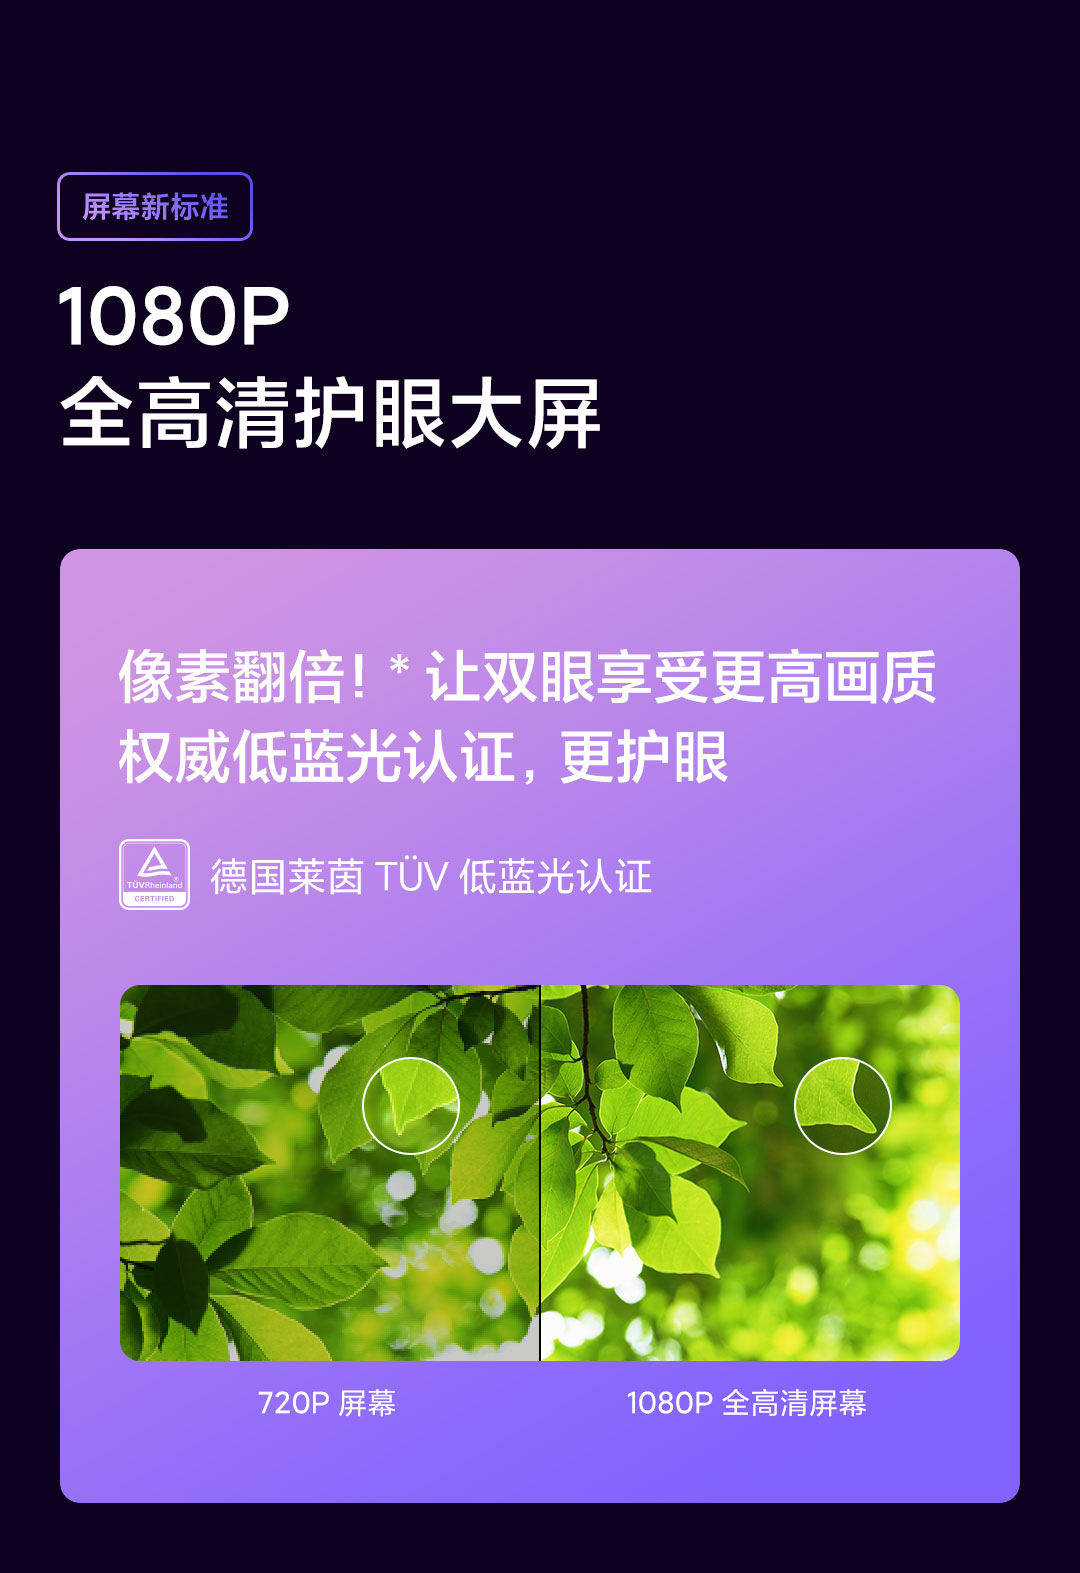 屏幕新标准
1080P
全高清护眼大屏
像素翻倍！* 让双眼享受更高画质
权威低蓝光认证，更护眼
TÜVRheinland®
CERTIFIED
德国莱茵 TÜV 低蓝光认证
720P 屏幕
1080P 全高清屏幕